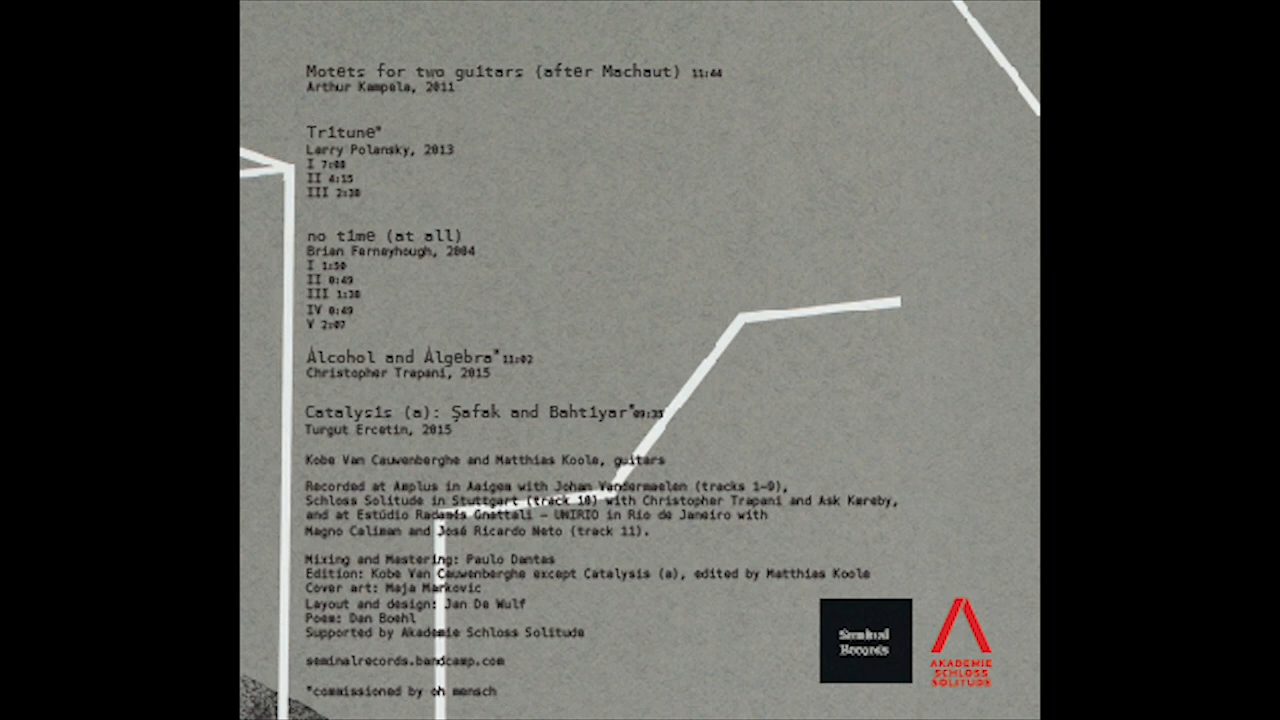 Motets for two guitars (after Machaut) 11:44
Arthur Kampela, 2011
Tritune*
Larry Polansky, 2013
I 7:08
II 4:15
III 2:30
no time (at all)
Brian Ferneyhough, 2004
I 1:50
II 0:49
III 1:38
IV 0:49
V 2:07
Alcohol and Algebra* 11:02
Christopher Trapani, 2015
Catalysis (a): Şafak and Bahtiyar* 09:35
Turgut Ercetin, 2015
Kobe Van Cauwenberghe and Matthias Koole, guitars
Recorded at Amplus in Aaigem with Johan Vandermaelen (tracks 1-9),
Schloss Solitude in Stuttgart (track 10) with Christopher Trapani and Ask Kæreby,
and at Estúdio Radamés Gnattali – UNIRIO in Rio de Janeiro with
Magno Caliman and José Ricardo Neto (track 11).
Mixing and Mastering: Paulo Dantas
Edition: Kobe Van Cauwenberghe except Catalysis (a), edited by Matthias Koole
Cover art: Maja Markovic
Layout and design: Jan De Wulf
Poem: Dan Boehl
Supported by Akademie Schloss Solitude
seminalrecords.bandcamp.com
*commissioned by oh mensch
Seminal
Records
AKADEMIE
SCHLOSS
SOLITUDE